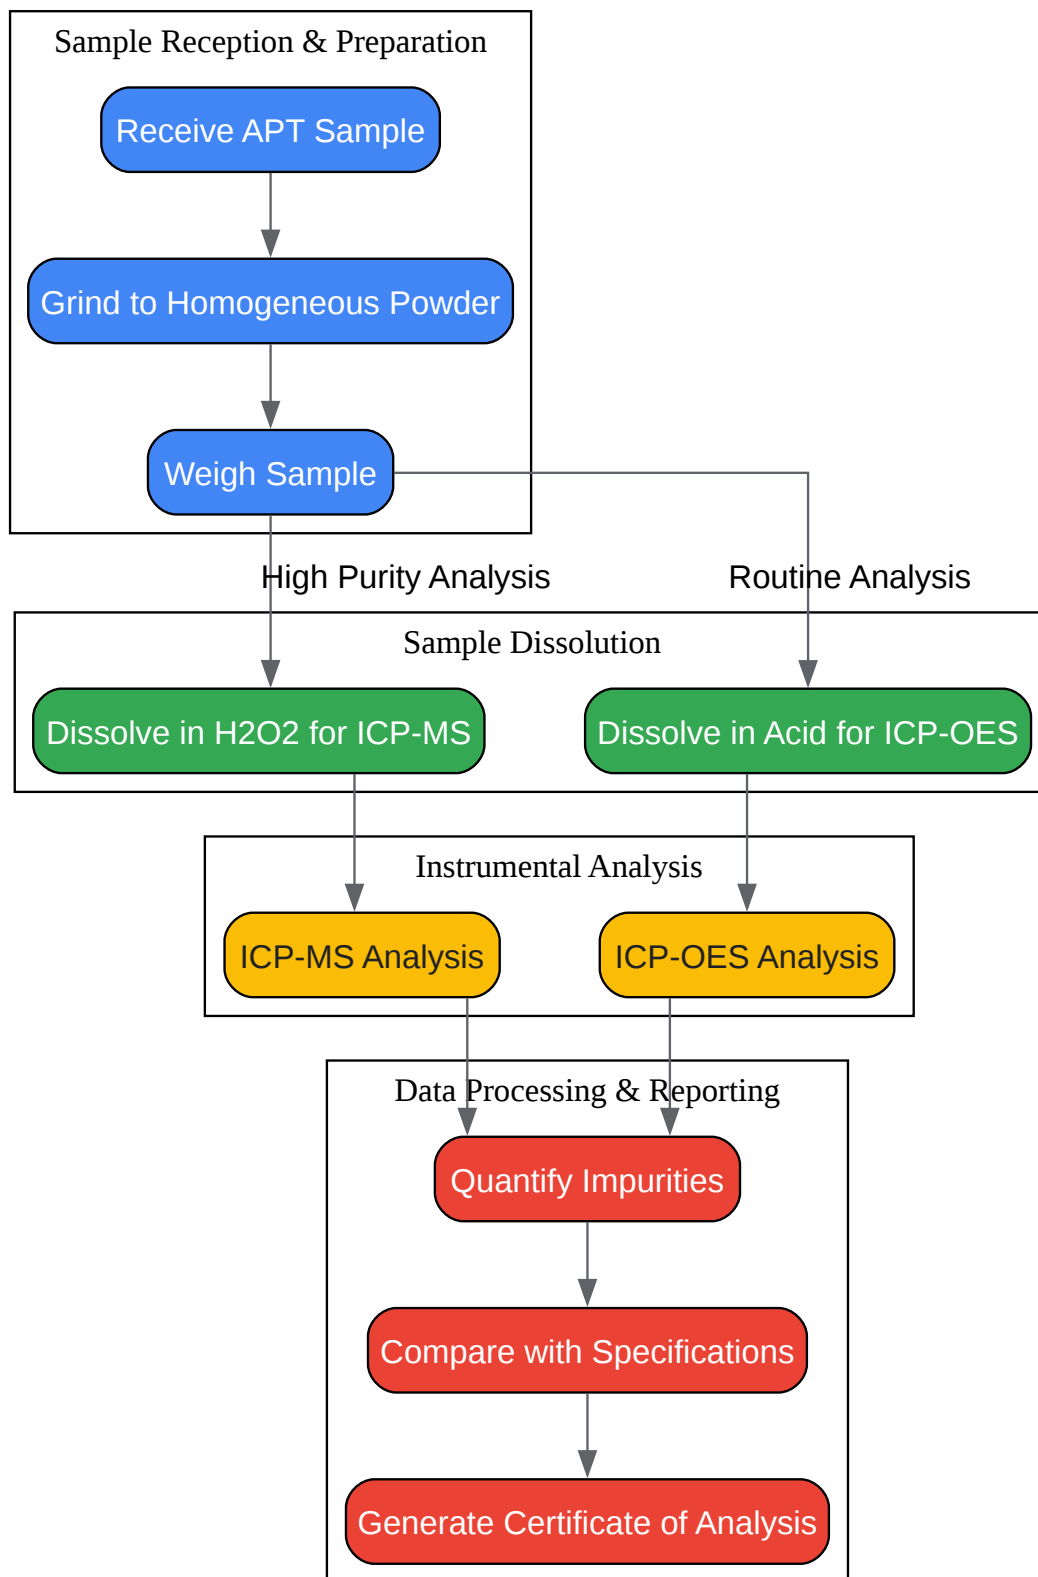 Sample Reception & Preparation
Receive APT Sample
Grind to Homogeneous Powder
Weigh Sample
High Purity Analysis
Routine Analysis
Sample Dissolution
Dissolve in H2O2 for ICP-MS
Dissolve in Acid for ICP-OES
Instrumental Analysis
ICP-MS Analysis
ICP-OES Analysis
Data Processing & Reporting
Quantify Impurities
Compare with Specifications
Generate Certificate of Analysis